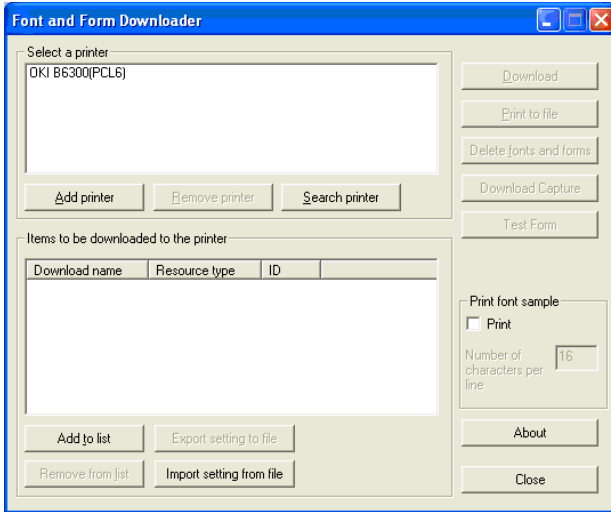 Font and Form Downloader
Select a printer
OKI B6300(PCL6)
Download
Print to file
Delete fonts and forms
Download Capture
Test Form
Add printer
Remove printer
Search printer
Items to be downloaded to the printer
Download name
Resource type
ID
Print font sample
Print
Number of
characters per
line
16
Add to list
Export setting to file
About
Remove from list
Import setting from file
Close